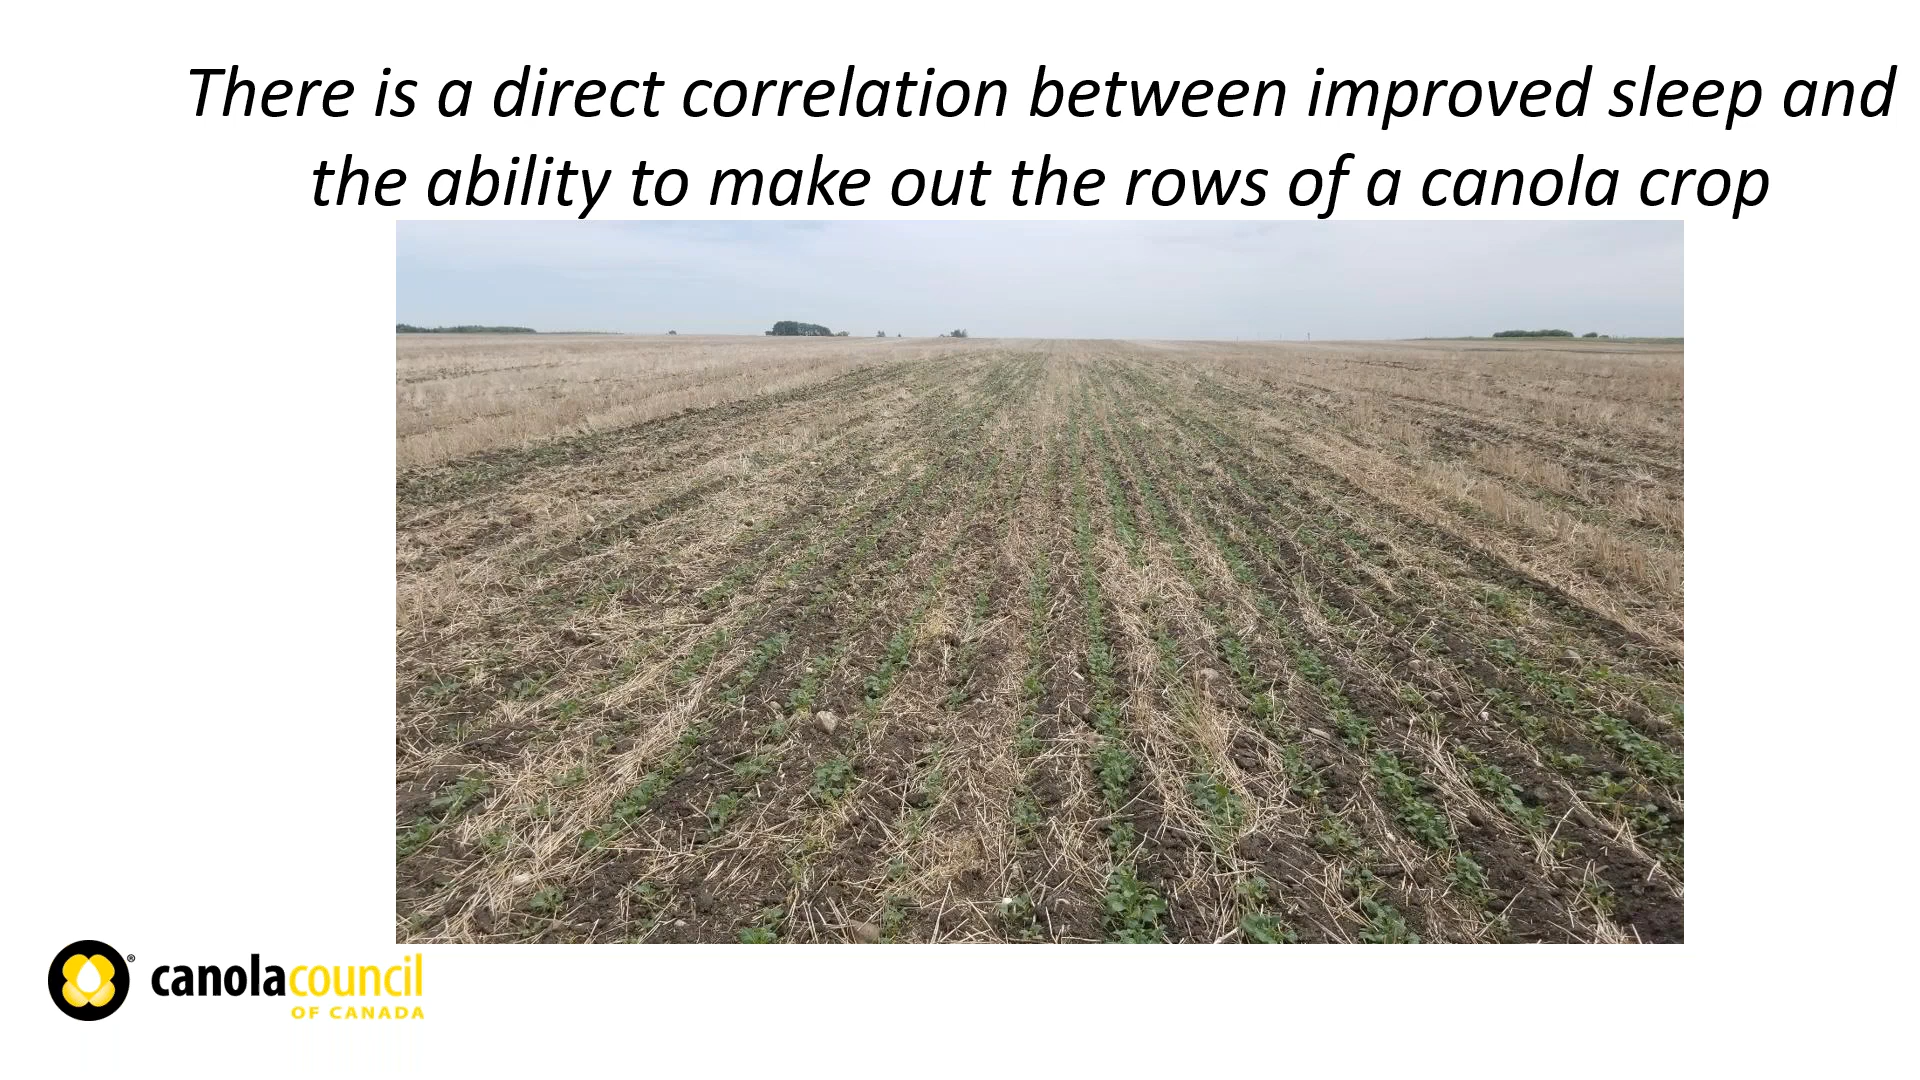 There is a direct correlation between improved sleep and
the ability to make out the rows of a canola crop
® canolacouncil
OF CANADA